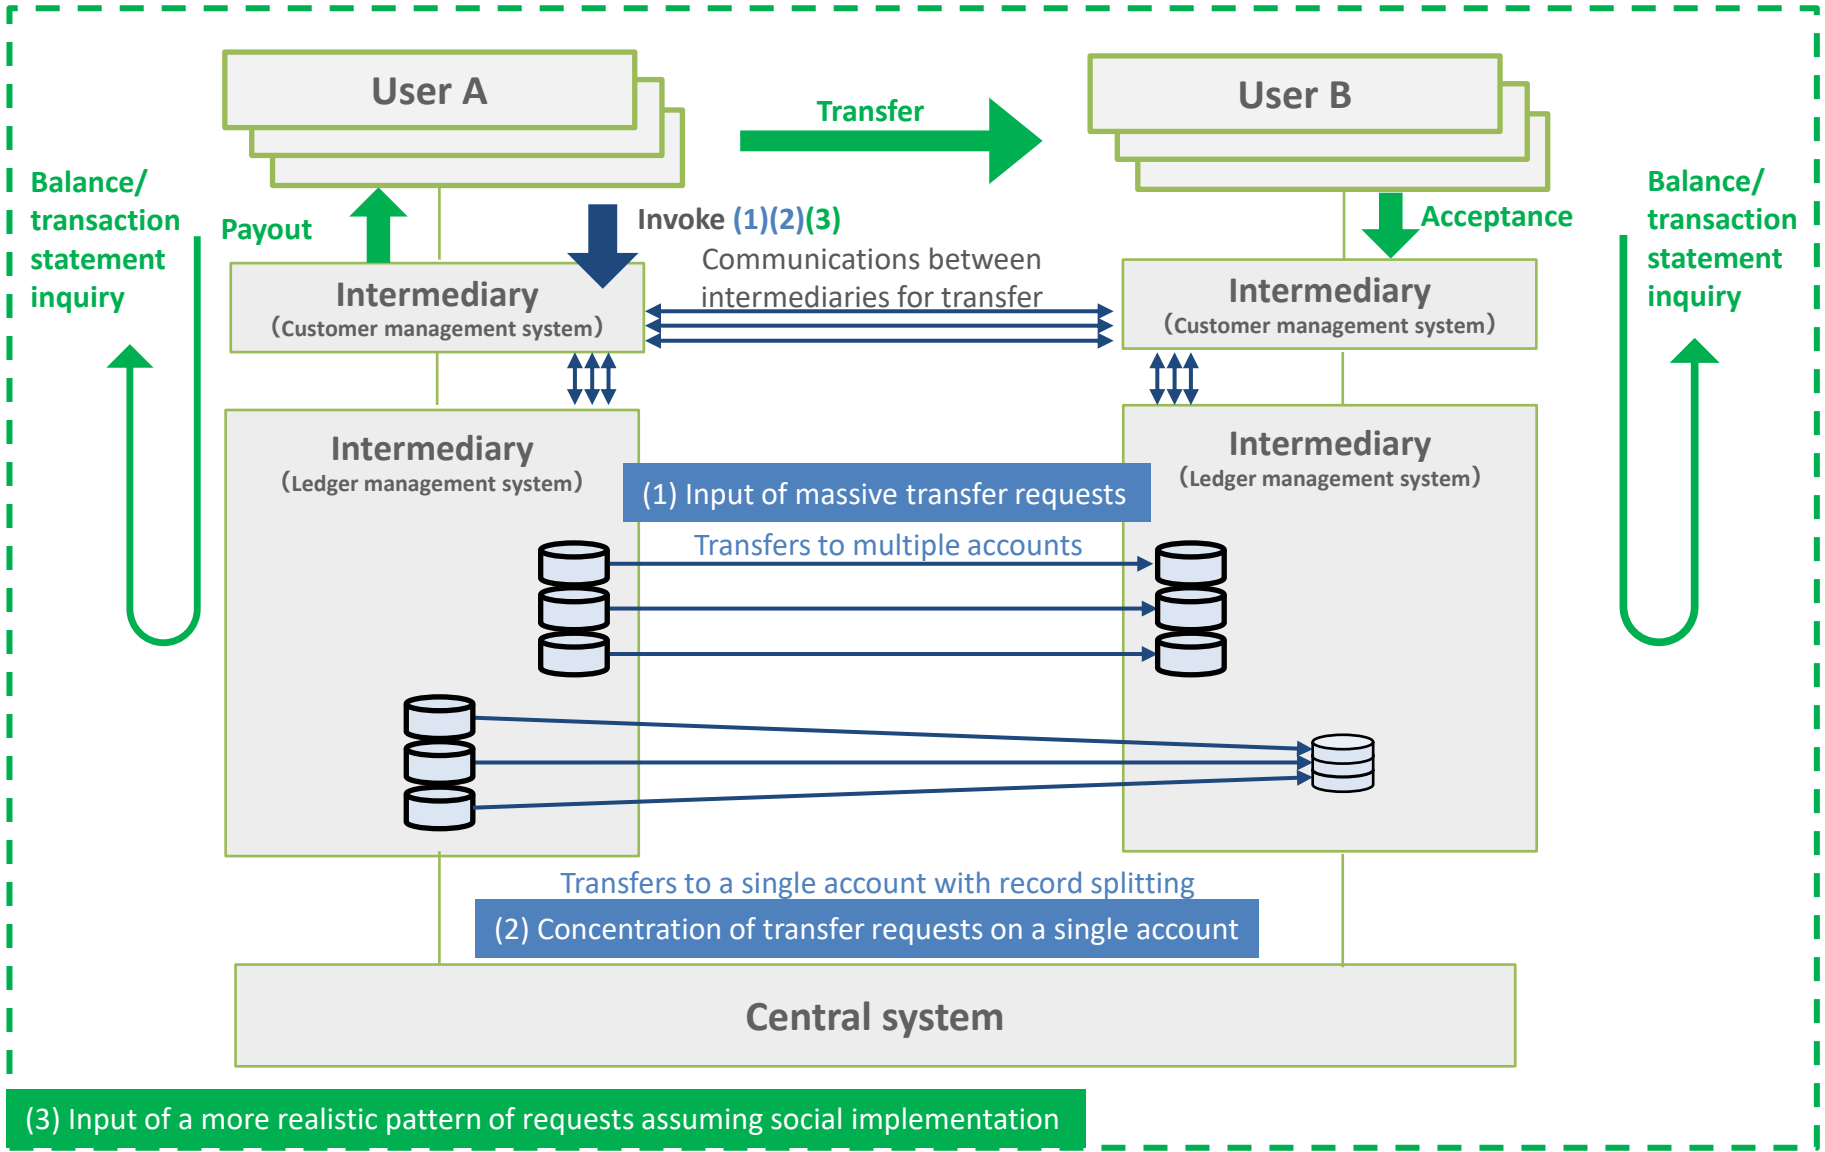 User A
User B
Transfer
Balance/
transaction
statement
inquiry
Payout
Invoke (1)(2)(3)
Acceptance
Balance/
transaction
statement
inquiry
Communications between
intermediaries for transfer
Intermediary
（Customer management system）
Intermediary
（Customer management system）
Intermediary
（Ledger management system）
Intermediary
（Ledger management system）
(1) Input of massive transfer requests
Transfers to multiple accounts
Transfers to a single account with record splitting
(2) Concentration of transfer requests on a single account
Central system
(3) Input of a more realistic pattern of requests assuming social implementation